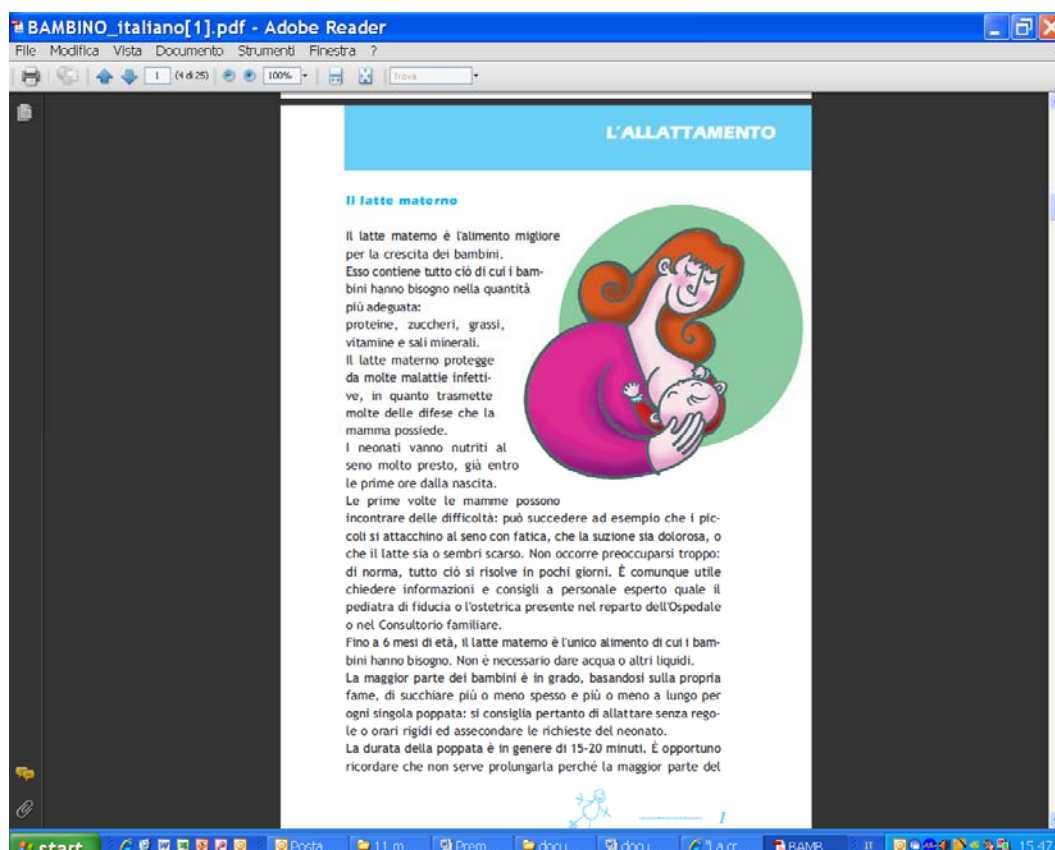 BAMBINO_italiano[1].pdf - Adobe Reader
File Modifica Vista Documento Strumenti Finestra ?
1 (4 di 25) 100% Trova
L'ALLATTAMENTO
Il latte materno
Il latte materno è l'alimento migliore
per la crescita dei bambini.
Esso contiene tutto ciò di cui i bam-
bini hanno bisogno nella quantità
più adeguata:
proteine, zuccheri, grassi,
vitamine e sali minerali.
Il latte materno protegge
da molte malattie infetti-
ve, in quanto trasmette
molte delle difese che la
mamma possiede.
I neonati vanno nutriti al
seno molto presto, già entro
le prime ore dalla nascita.
Le prime volte le mamme possono
incontrare delle difficoltà: può succedere ad esempio che i pic-
coli si attacchino al seno con fatica, che la suzione sia dolorosa, o
che il latte sia o sembri scarso. Non occorre preoccuparsi troppo:
di norma, tutto ciò si risolve in pochi giorni. È comunque utile
chiedere informazioni e consigli a personale esperto quale il
pediatra di fiducia o l'ostetrica presente nel reparto dell'Ospedale
o nel Consultorio familiare.
Fino a 6 mesi di età, il latte materno è l'unico alimento di cui i bam-
bini hanno bisogno. Non è necessario dare acqua o altri liquidi.
La maggior parte dei bambini è in grado, basandosi sulla propria
fame, di succhiare più o meno spesso e più o meno a lungo per
ogni singola poppata: si consiglia pertanto di allattare senza rego-
le o orari rigidi ed assecondare le richieste del neonato.
La durata della poppata è in genere di 15-20 minuti. È opportuno
ricordare che non serve prolungarla perché la maggior parte del
1
start Posta 11 m Prem docu docu BAMB IT 15.47